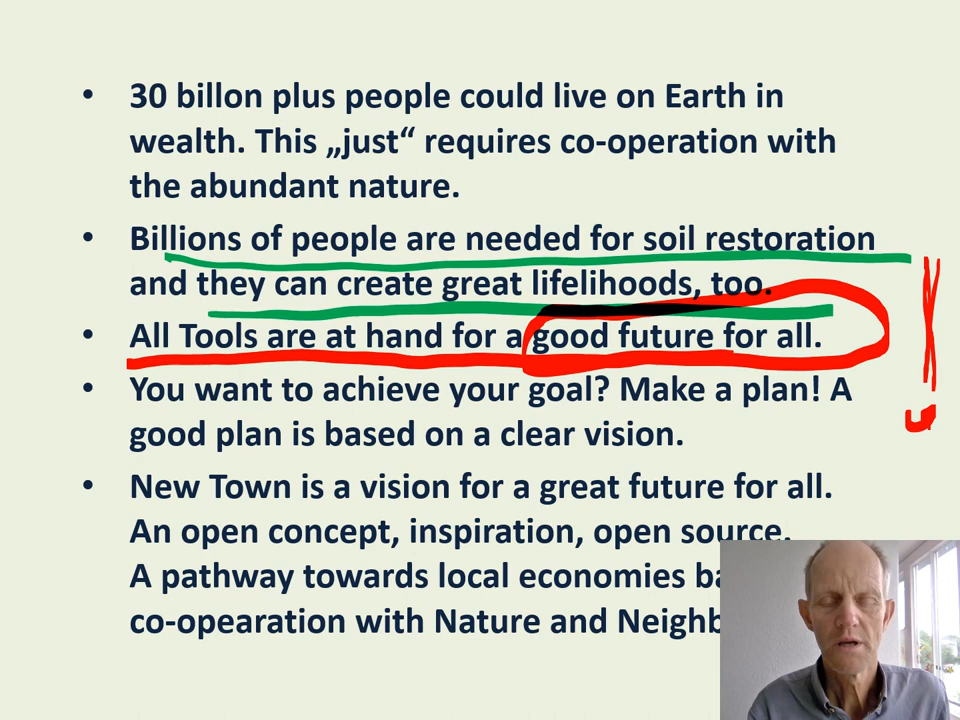 • 30 billon plus people could live on Earth in
wealth. This „just“ requires co-operation with
the abundant nature.
• Billions of people are needed for soil restoration
and they can create great lifelihoods, too.
• All Tools are at hand for a good future for all.
• You want to achieve your goal? Make a plan! A
good plan is based on a clear vision.
• New Town is a vision for a great future for all.
An open concept, inspiration, open source.
A pathway towards local economies
co-opearation with Nature and